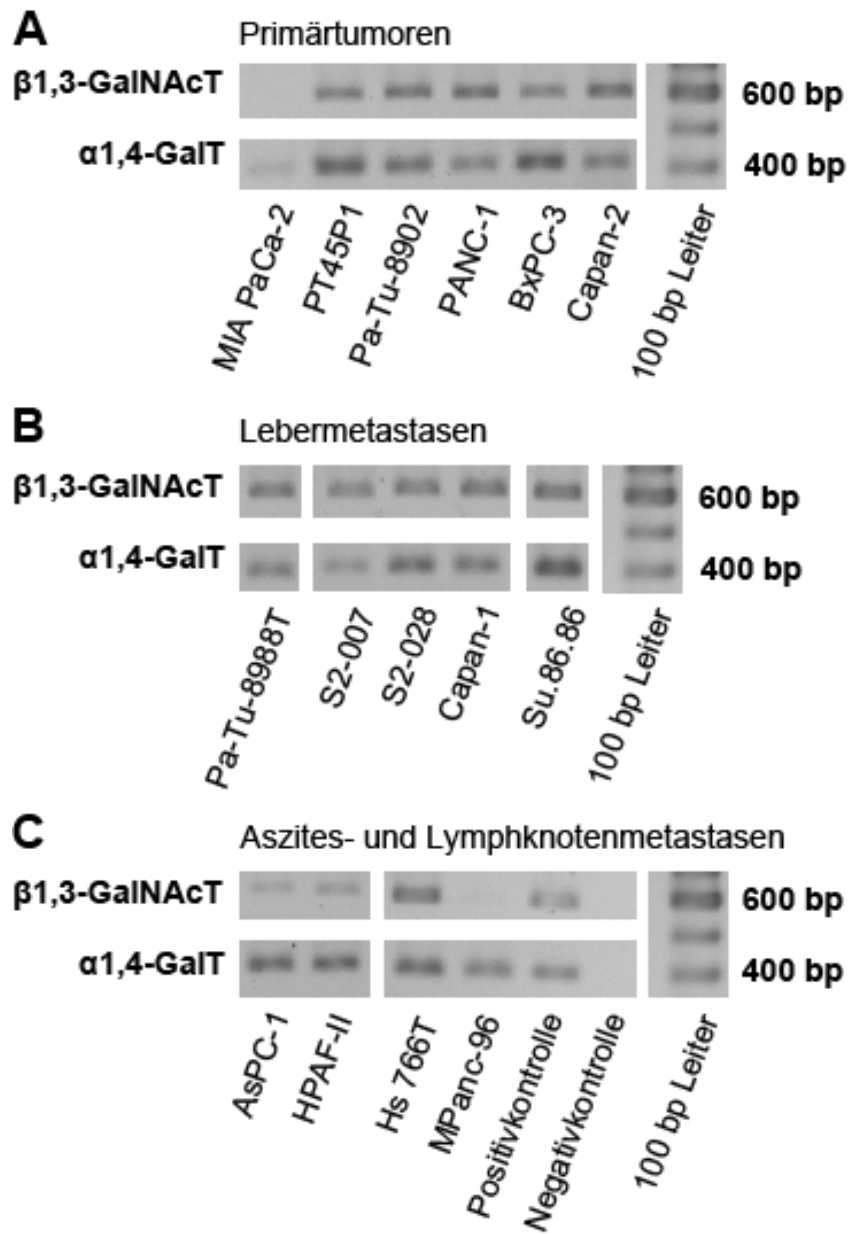 A
Primärtumoren
β1,3-GalNAcT
600 bp
α1,4-GalT
400 bp
MIA PaCa-2
PT45P1
Pa-Tu-8902
PANC-1
BxPC-3
Capan-2
100 bp Leiter
B
Lebermetastasen
β1,3-GalNAcT
600 bp
α1,4-GalT
400 bp
Pa-Tu-8988T
S2-007
S2-028
Capan-1
Su.86.86
100 bp Leiter
C
Aszites- und Lymphknotenmetastasen
β1,3-GalNAcT
600 bp
α1,4-GalT
400 bp
AsPC-1
HPAF-II
Hs 766T
MPanc-96
Positivkontrolle
Negativkontrolle
100 bp Leiter